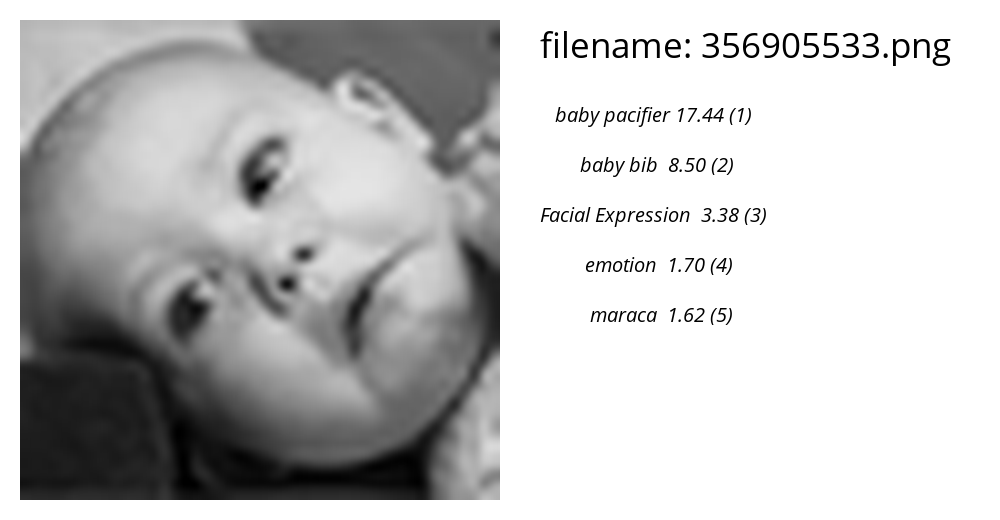 filename: 356905533.png
baby pacifier 17.44 (1)
baby bib 8.50 (2)
Facial Expression 3.38 (3)
emotion 1.70 (4)
maraca 1.62 (5)